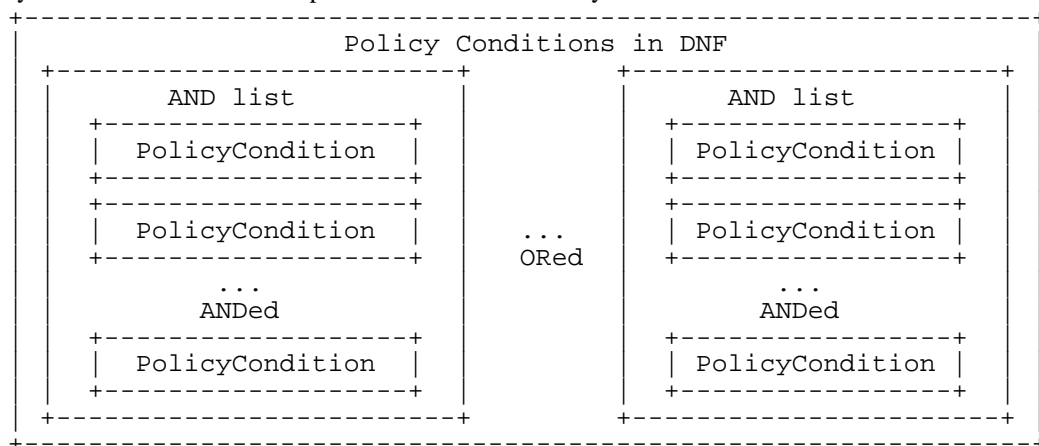 Policy Conditions in DNF
AND list AND list
PolicyCondition PolicyCondition
PolicyCondition ... PolicyCondition
ORed
... ...
ANDed ANDed
PolicyCondition PolicyCondition